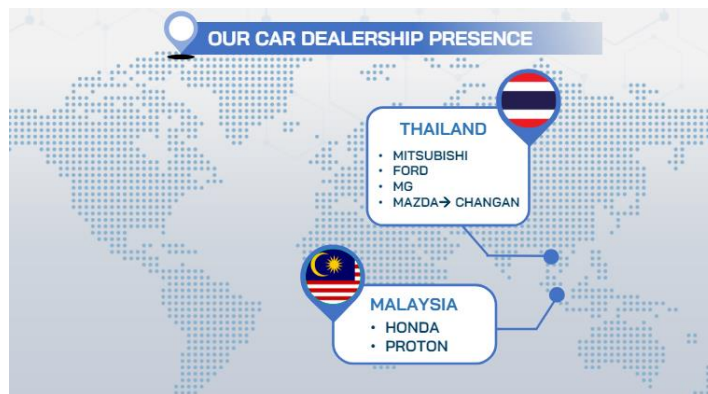 OUR CAR DEALERSHIP PRESENCE
THAILAND
• MITSUBISHI
• FORD
• MG
• MAZDA→ CHANGAN
MALAYSIA
• HONDA
• PROTON